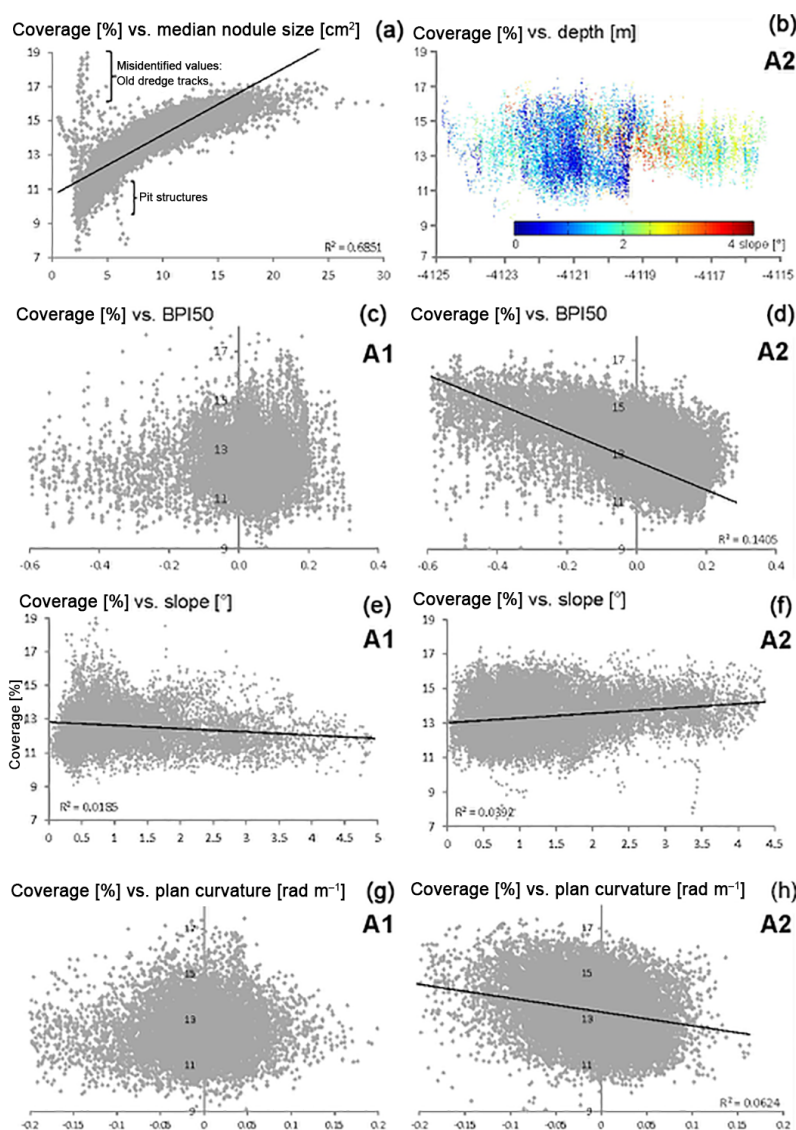 Coverage [%] vs. median nodule size [cm²] (a)
19
17
15
13
11
9
7
Misidentified values:
Old dredge tracks
Pit structures
R² = 0.6851
0 5 10 15 20 25 30
Coverage [%] vs. depth [m] (b)
A2
19
17
15
13
11
9
7
0 2 4 slope [°]
-4125 -4123 -4121 -4119 -4117 -4115
Coverage [%] vs. BPI50 (c)
A1
17
15
13
11
9
-0.6 -0.4 -0.2 0.0 0.2 0.4
Coverage [%] vs. BPI50 (d)
A2
17
15
13
11
9
R² = 0.1405
-0.6 -0.4 -0.2 0.0 0.2 0.4
Coverage [%] vs. slope [°] (e)
A1
Coverage [%]
19
17
15
13
11
9
7
R² = 0.0185
0 0.5 1 1.5 2 2.5 3 3.5 4 4.5 5
Coverage [%] vs. slope [°] (f)
A2
19
17
15
13
11
9
7
R² = 0.0392
0 0.5 1 1.5 2 2.5 3 3.5 4 4.5
Coverage [%] vs. plan curvature [rad m⁻¹] (g)
A1
17
15
13
11
9
-0.2 -0.15 -0.1 -0.05 0 0.05 0.1 0.15 0.2
Coverage [%] vs. plan curvature [rad m⁻¹] (h)
A2
17
15
13
11
9
R² = 0.0624
-0.2 -0.15 -0.1 -0.05 0 0.05 0.1 0.15 0.2